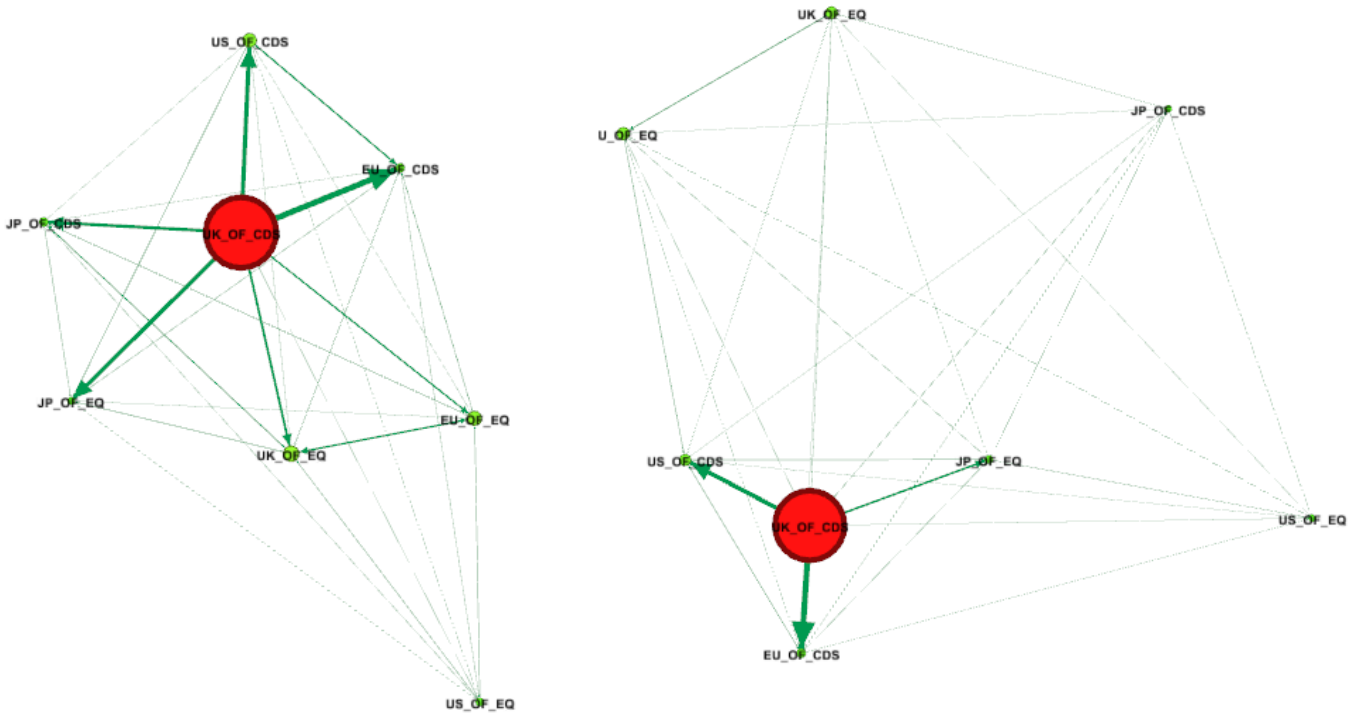 US_OF_CDS
EU_OF_CDS
JP_OF_CDS
UK_OF_CDS
JP_OF_EQ
EU_OF_EQ
UK_OF_EQ
US_OF_EQ
UK_OF_EQ
JP_OF_CDS
U_OF_EQ
US_OF_CDS
JP_OF_EQ
UK_OF_CDS
US_OF_EQ
EU_OF_CDS